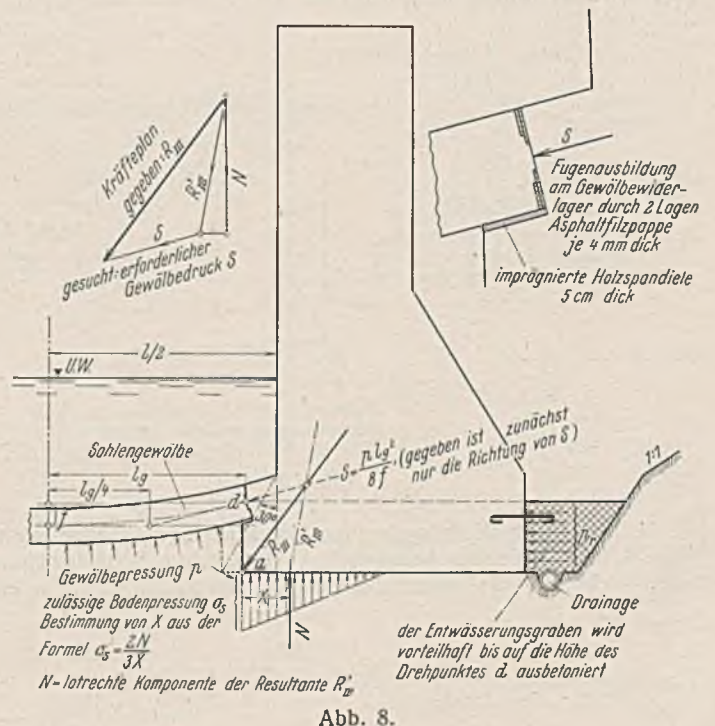 Kräfteplan
gegeben: R_III
R'_III
N
S
gesucht: erforderlicher
Gewölbedruck S
S
Fugenausbildung
am Gewölbewider-
lager durch 2 Lagen
Asphaltfilzpappe
je 4 mm dick
imprägnierte Holzspandiele
5 cm dick
l/2
U.W.
Sohlengewölbe
l_g
l_g/4
f
d
S = p l_g² / 8 f, (gegeben ist zunächst
nur die Richtung von S)
1:1
R_III
R'_III
a
p_r
X
N
Gewölbepressung p
zulässige Bodenpressung σ_s
Bestimmung von X aus der
Formel σ_s = 2N / 3X
N = lotrechte Komponente der Resultante R'_III
Drainage
der Entwässerungsgraben wird
vorteilhaft bis auf die Höhe des
Drehpunktes d ausbetoniert
Abb. 8.